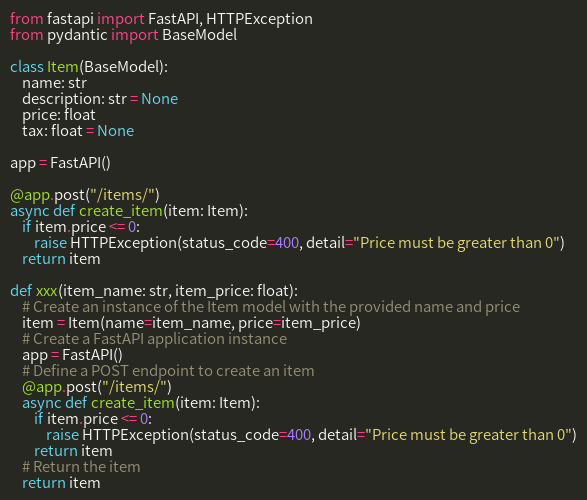 from fastapi import FastAPI, HTTPException
from pydantic import BaseModel

class Item(BaseModel):
    name: str
    description: str = None
    price: float
    tax: float = None

app = FastAPI()

@app.post("/items/")
async def create_item(item: Item):
    if item.price <= 0:
        raise HTTPException(status_code=400, detail="Price must be greater than 0")
    return item

def xxx(item_name: str, item_price: float):
    # Create an instance of the Item model with the provided name and price
    item = Item(name=item_name, price=item_price)
    # Create a FastAPI application instance
    app = FastAPI()
    # Define a POST endpoint to create an item
    @app.post("/items/")
    async def create_item(item: Item):
        if item.price <= 0:
            raise HTTPException(status_code=400, detail="Price must be greater than 0")
        return item
    # Return the item
    return item